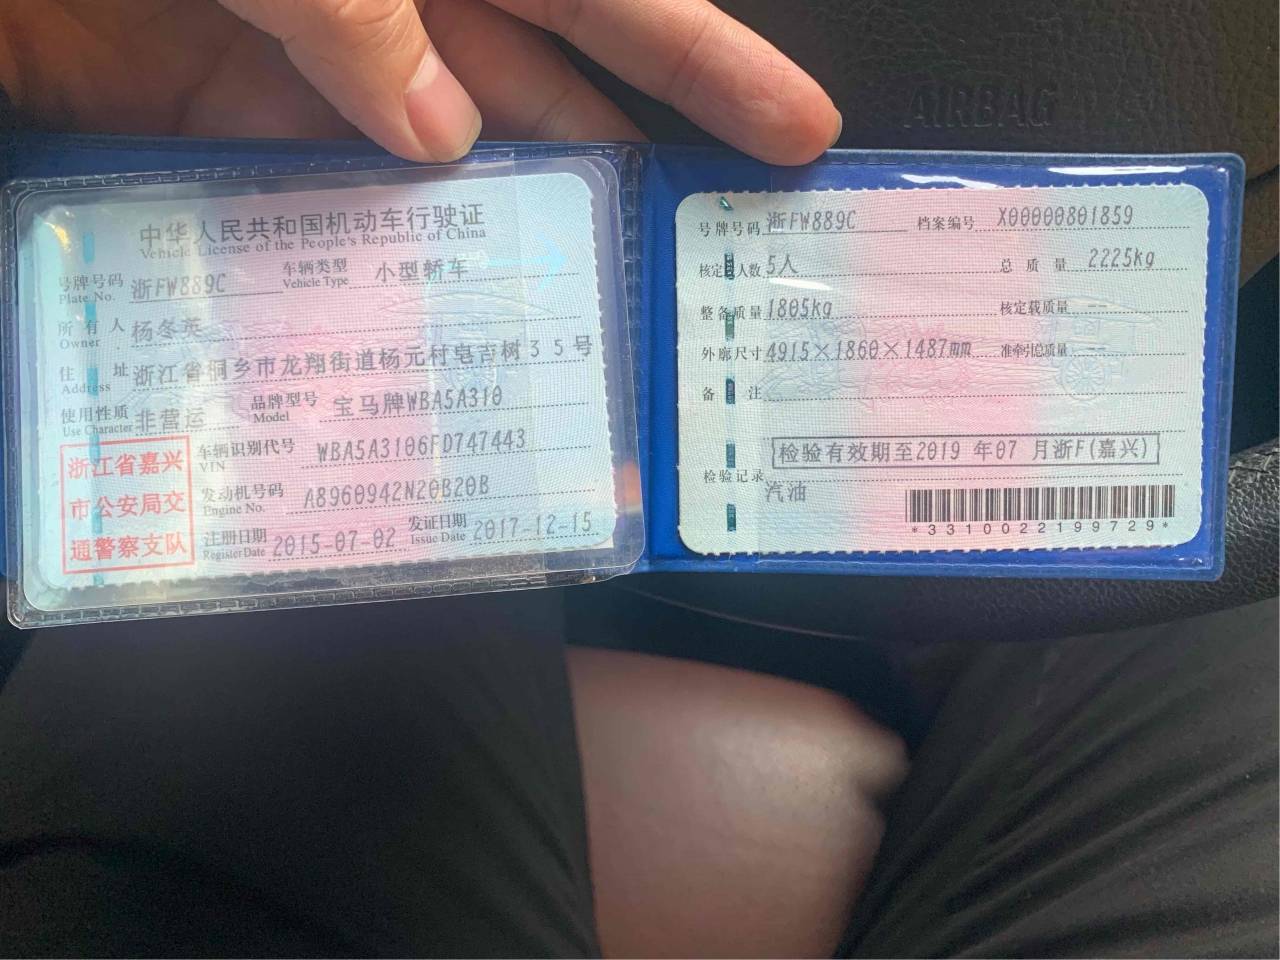 AIRBAG
中华人民共和国机动车行驶证
Vehicle License of the People's Republic of China
号牌号码 浙FW889C 车辆类型 小型轿车
Plate No. Vehicle Type
所有人 杨冬英
Owner
住址 浙江省桐乡市龙翔街道杨元村皂吉树35号
Address
使用性质 非营运 品牌型号 宝马牌WBA5A310
Use Character Model
浙江省嘉兴
市公安局交
通警察支队
车辆识别代号 WBA5A3106FD747443
VIN
发动机号码 A8960942N20B20B
Engine No.
注册日期 2015-07-02 发证日期 2017-12-15
Register Date Issue Date
号牌号码 浙FW889C 档案编号 X00000801859
核定人数 5人 总质量 2225kg
整备质量 1805kg 核定载质量 --
外廓尺寸 4915×1860×1487mm 准牵引总质量 --
备注
检验有效期至2019 年07 月浙F(嘉兴)
检验记录
汽油
*3310022199729*